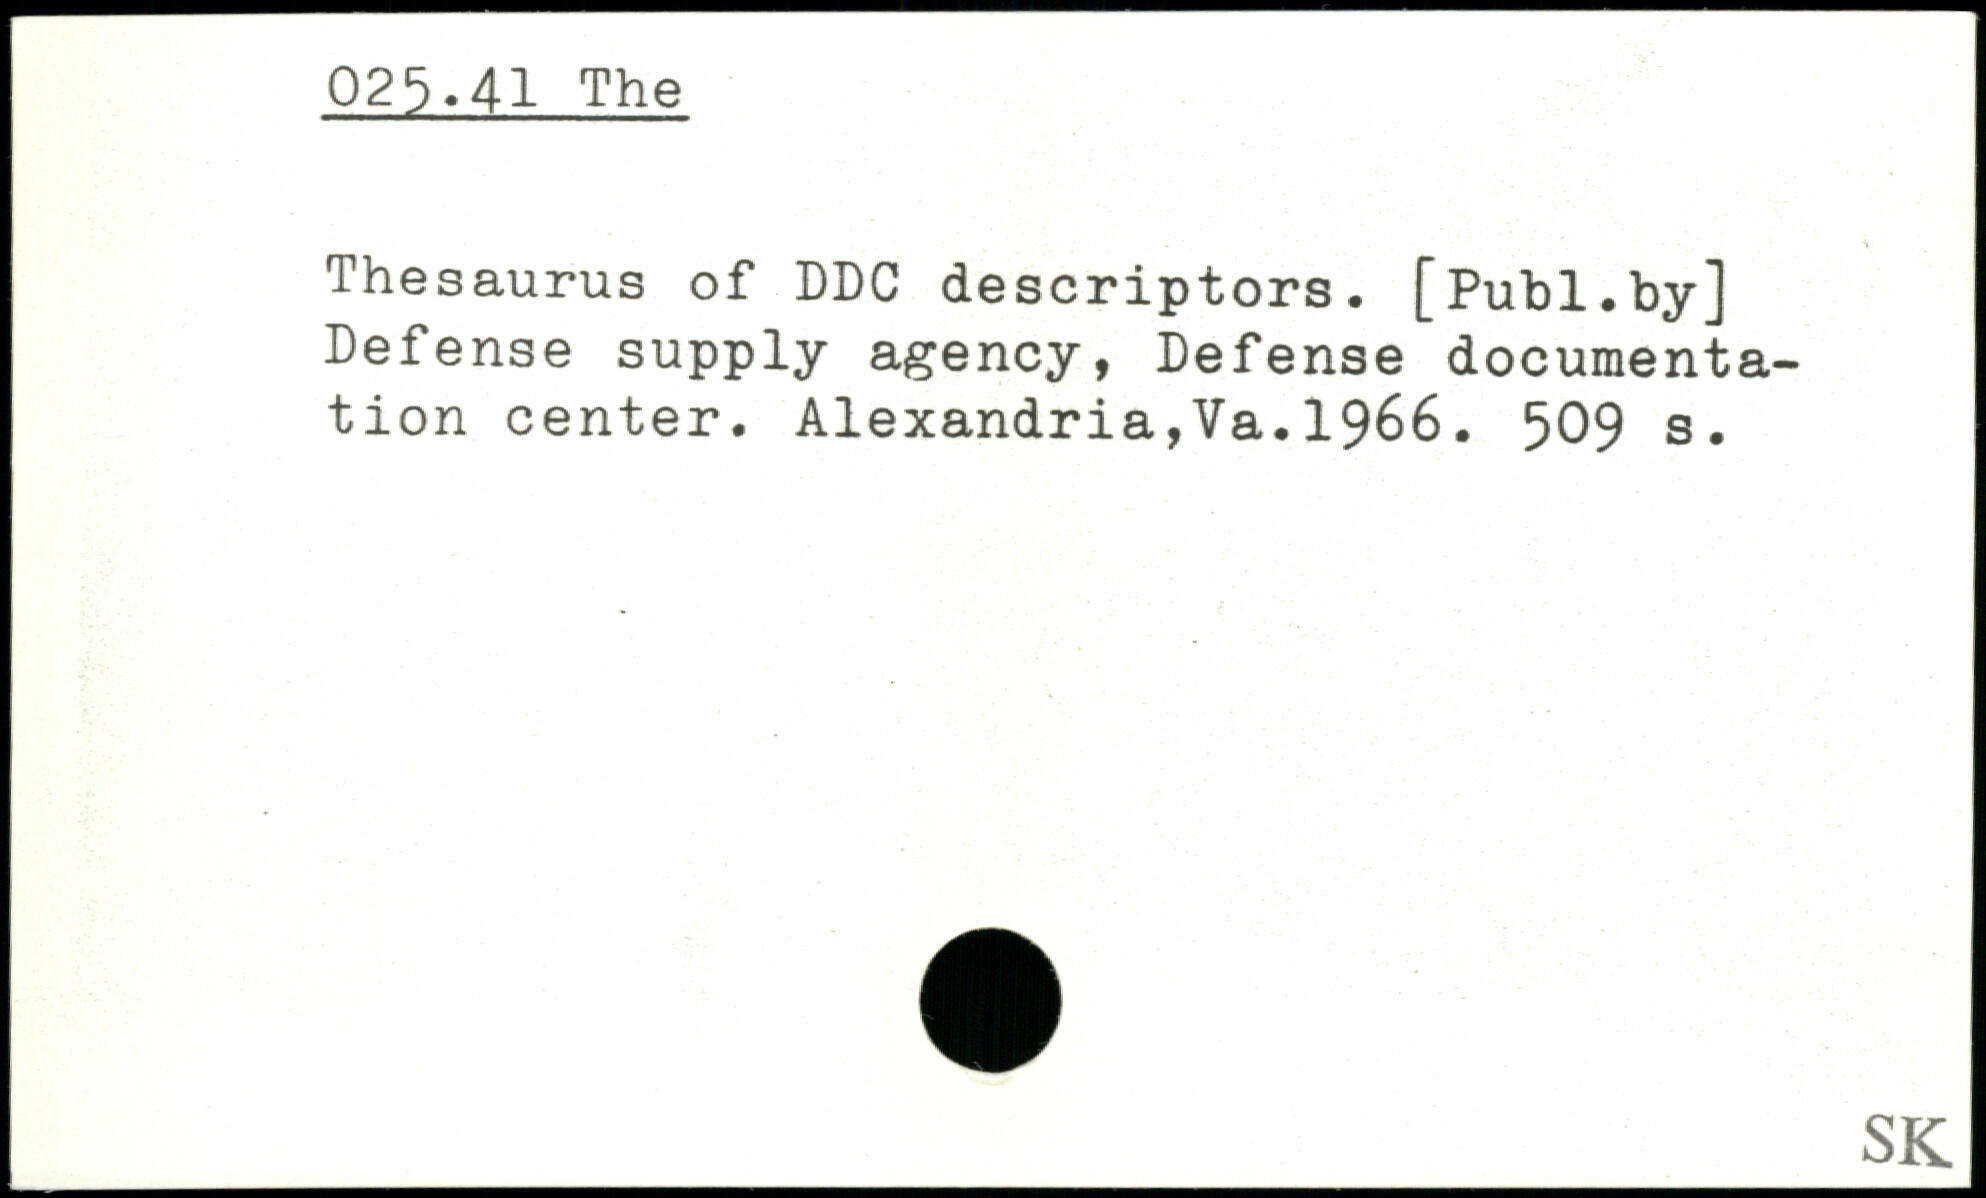 025.41 The
Thesaurus of DDC descriptors. [Publ.by]
Defense supply agency, Defense documenta-
tion center. Alexandria,Va.1966. 509 s.
SK